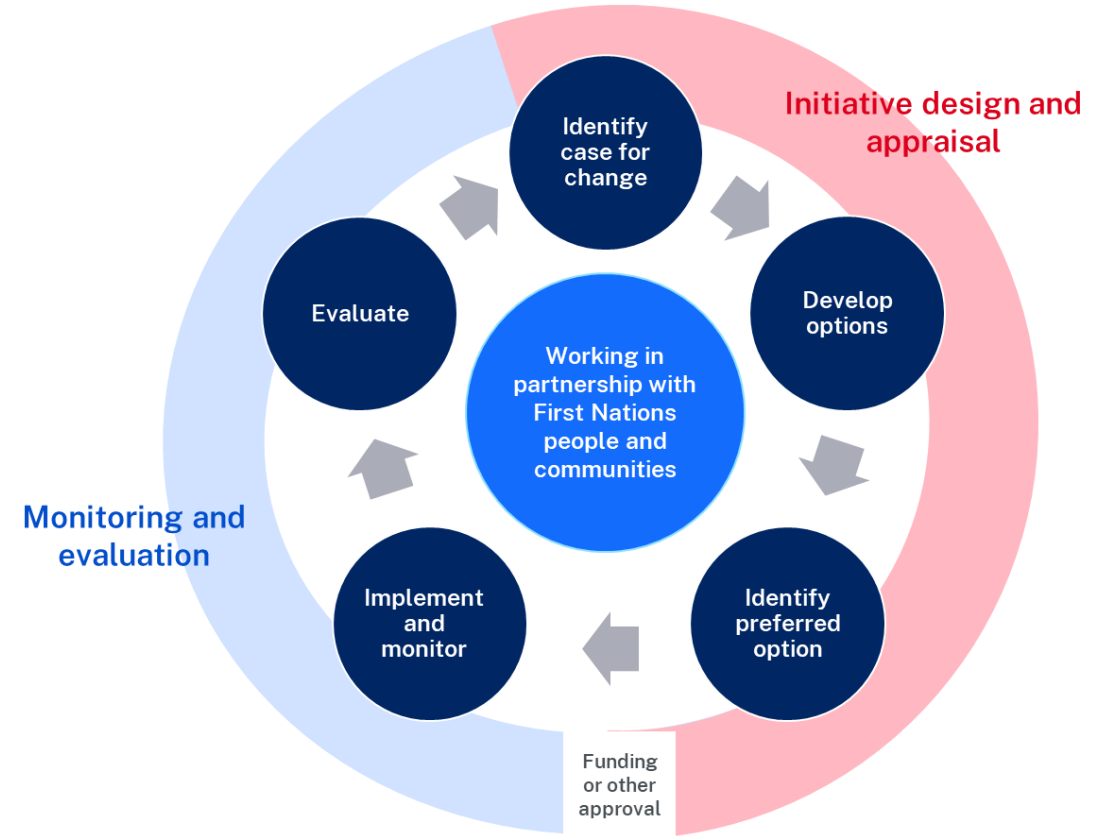 Identify
case for
change
Initiative design and
appraisal
Develop
options
Identify
preferred
option
Funding
or other
approval
Implement
and
monitor
Monitoring and
evaluation
Evaluate
Working in
partnership with
First Nations
people and
communities